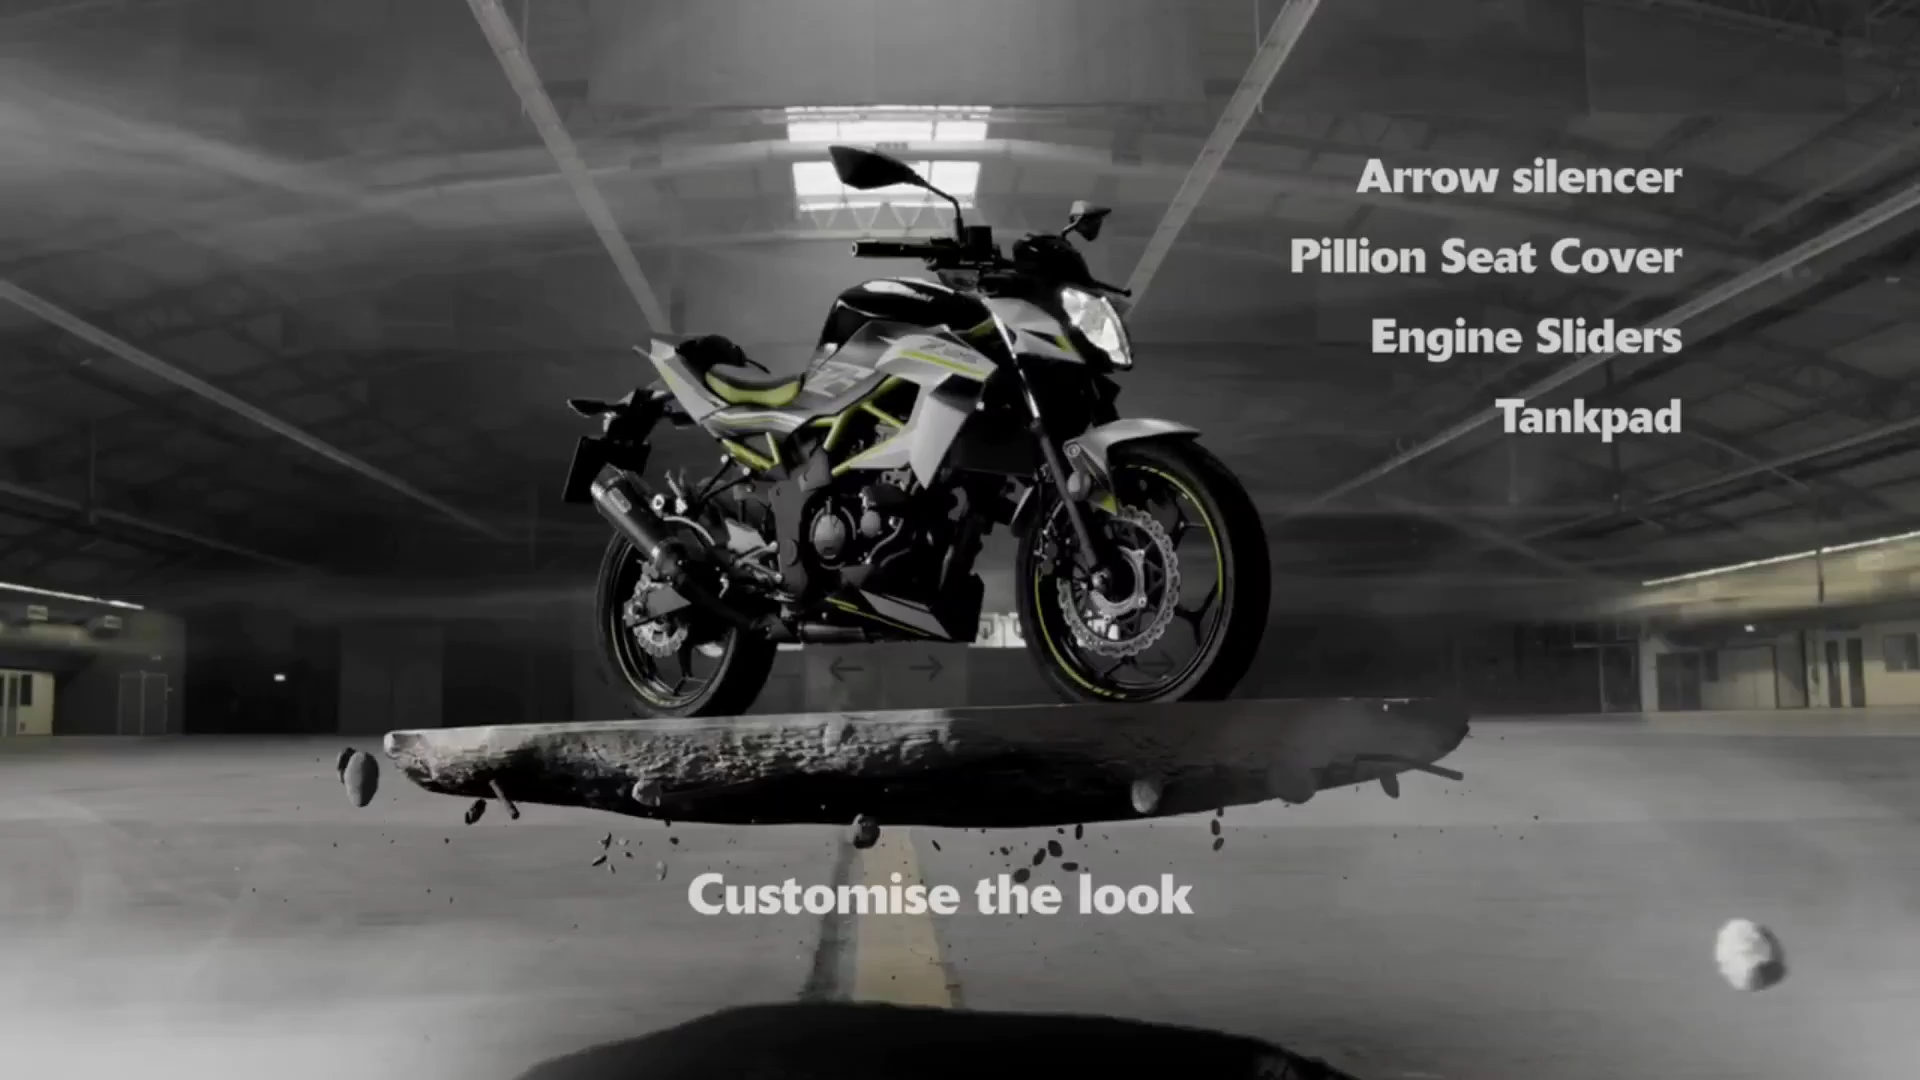 Arrow silencer
Pillion Seat Cover
Engine Sliders
Tankpad
Customise the look